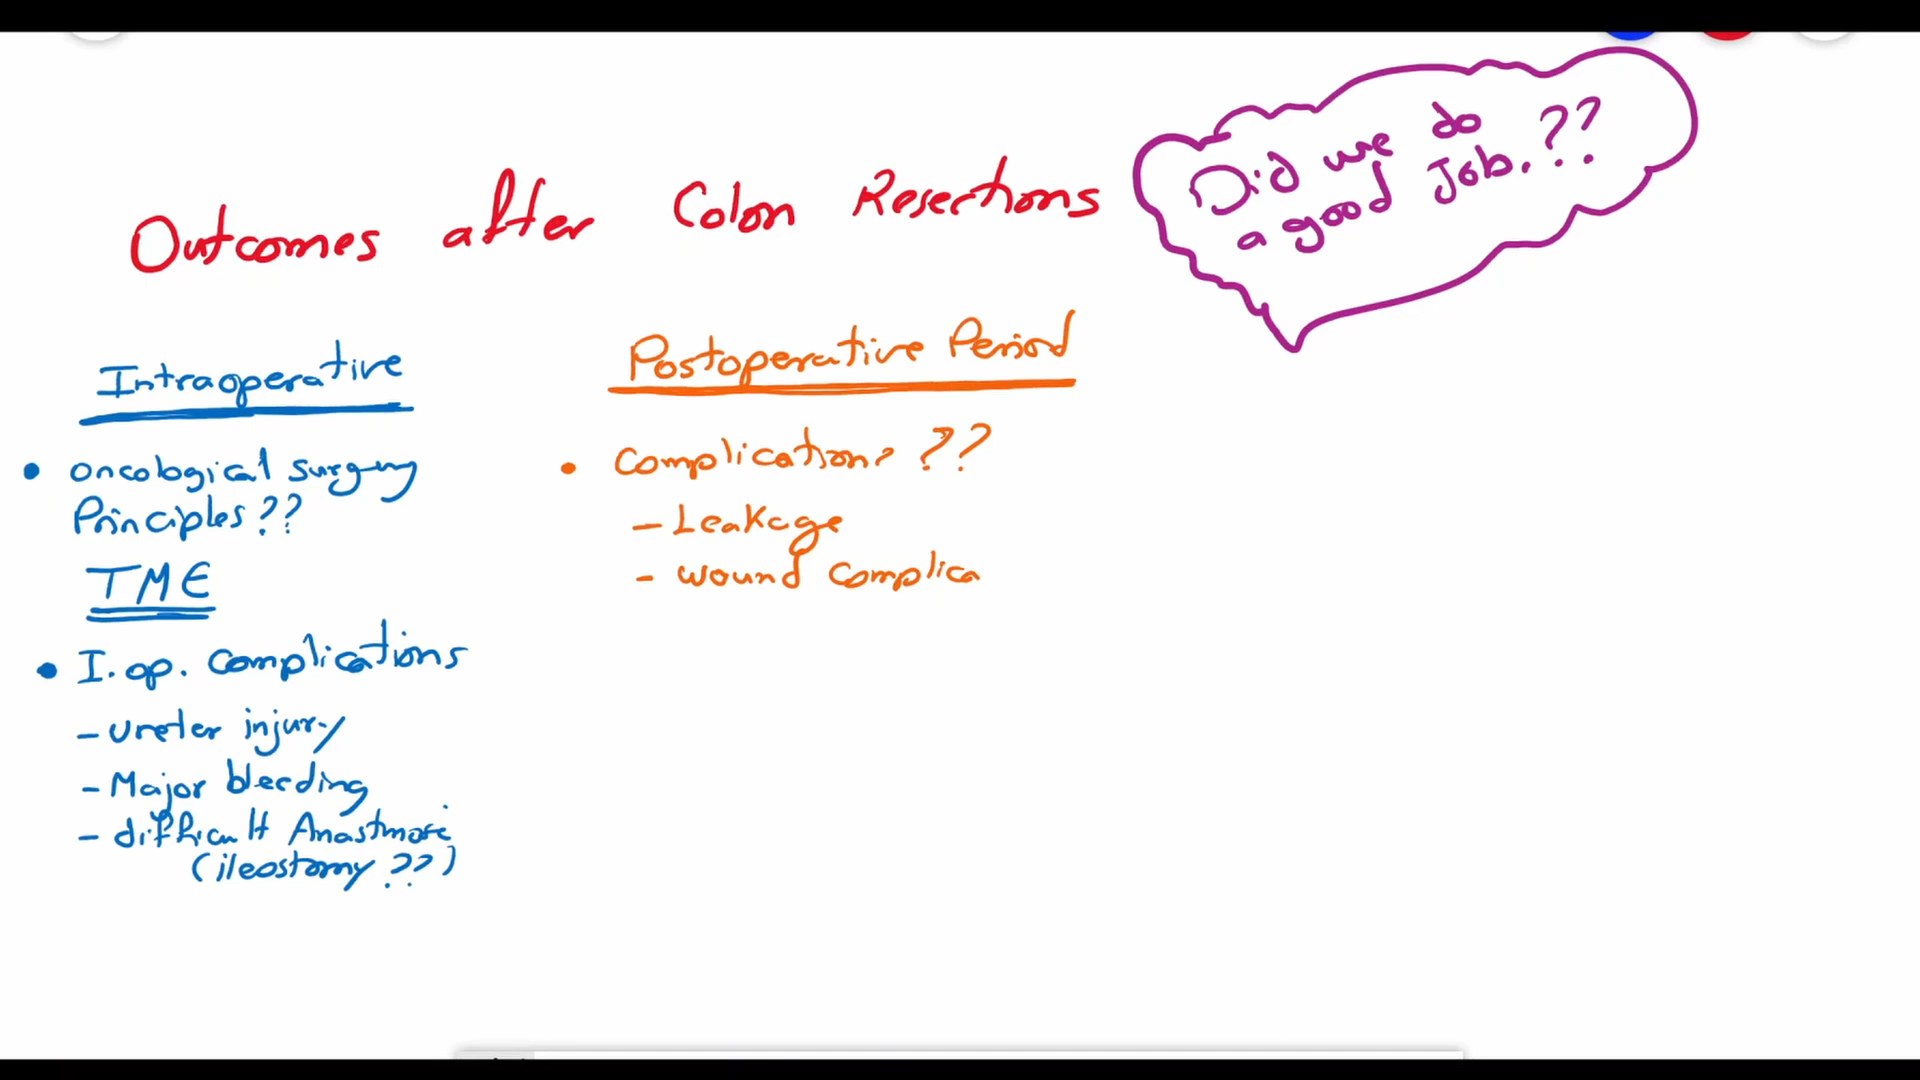 Outcomes after Colon Resections
Did we do
a good Job.??
Intraoperative
• oncological surgery
Principles??
TME
• I.op. Complications
- ureter injury
- Major bleeding
- difficult Anastmosis
(ileostomy ??)
Postoperative Period
• Complications ??
- Leakage
- wound Complica